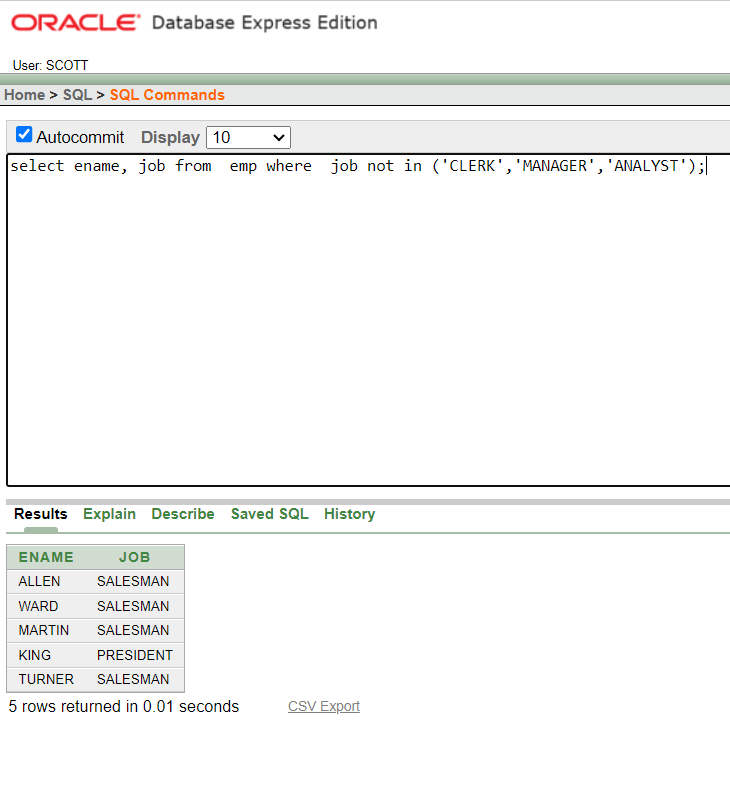 ORACLE® Database Express Edition
User: SCOTT
Home > SQL > SQL Commands
Autocommit Display 10
select ename, job from  emp where  job not in ('CLERK','MANAGER','ANALYST');
Results Explain Describe Saved SQL History
ENAME JOB
ALLEN SALESMAN
WARD SALESMAN
MARTIN SALESMAN
KING PRESIDENT
TURNER SALESMAN
5 rows returned in 0.01 seconds CSV Export